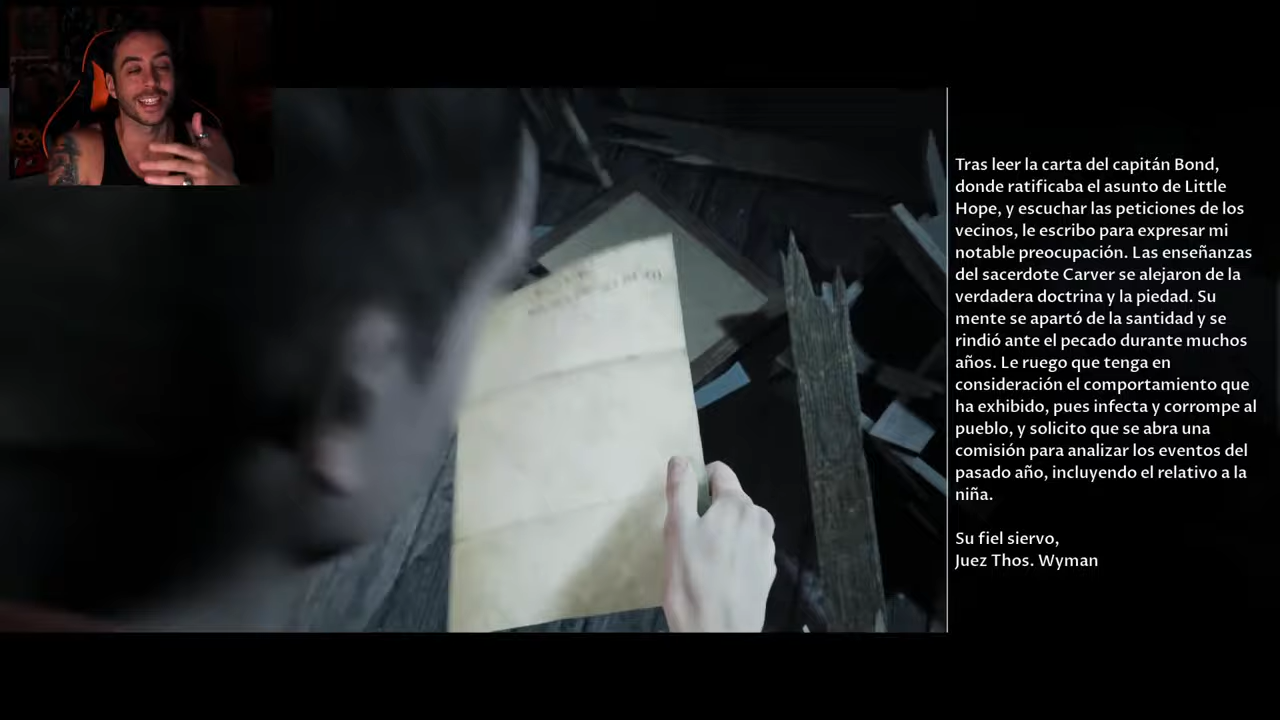 Tras leer la carta del capitán Bond,
donde ratificaba el asunto de Little
Hope, y escuchar las peticiones de los
vecinos, le escribo para expresar mi
notable preocupación. Las enseñanzas
del sacerdote Carver se alejaron de la
verdadera doctrina y la piedad. Su
mente se apartó de la santidad y se
rindió ante el pecado durante muchos
años. Le ruego que tenga en
consideración el comportamiento que
ha exhibido, pues infecta y corrompe al
pueblo, y solicito que se abra una
comisión para analizar los eventos del
pasado año, incluyendo el relativo a la
niña.
Su fiel siervo,
Juez Thos. Wyman